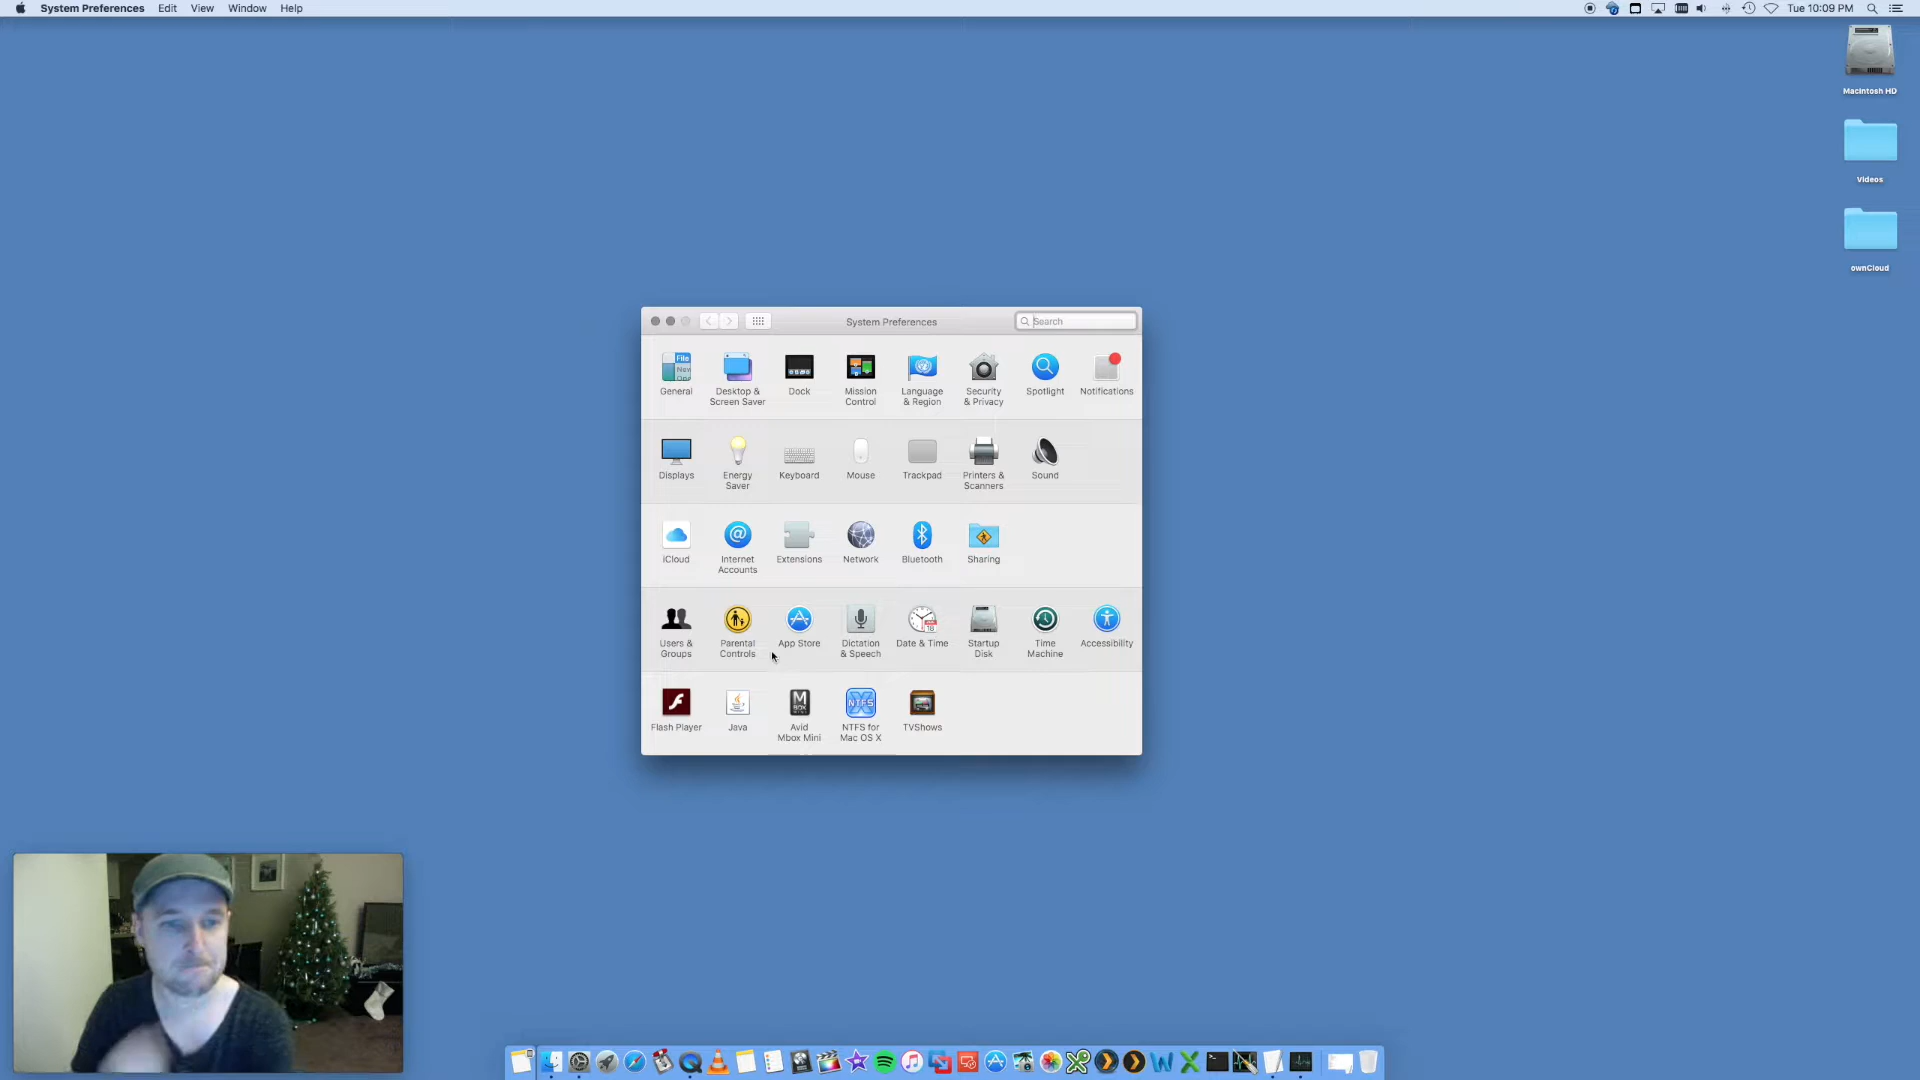 System Preferences Edit View Window Help
Tue 10:09 PM
Macintosh HD
Videos
ownCloud
System Preferences
Search
General
Desktop & Screen Saver
Dock
Mission Control
Language & Region
Security & Privacy
Spotlight
Notifications
Displays
Energy Saver
Keyboard
Mouse
Trackpad
Printers & Scanners
Sound
iCloud
Internet Accounts
Extensions
Network
Bluetooth
Sharing
Users & Groups
Parental Controls
App Store
Dictation & Speech
Date & Time
Startup Disk
Time Machine
Accessibility
Flash Player
Java
Avid Mbox Mini
NTFS for Mac OS X
TVShows
File
New
NTFS